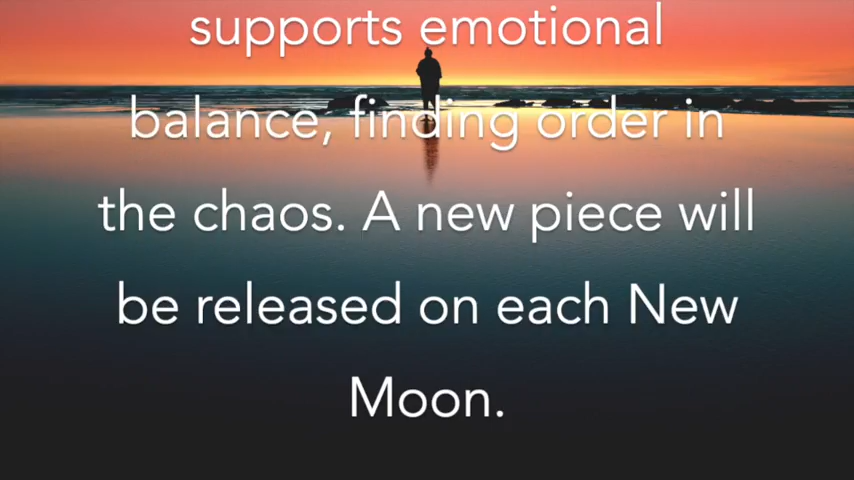 supports emotional
balance, finding order in
the chaos. A new piece will
be released on each New
Moon.